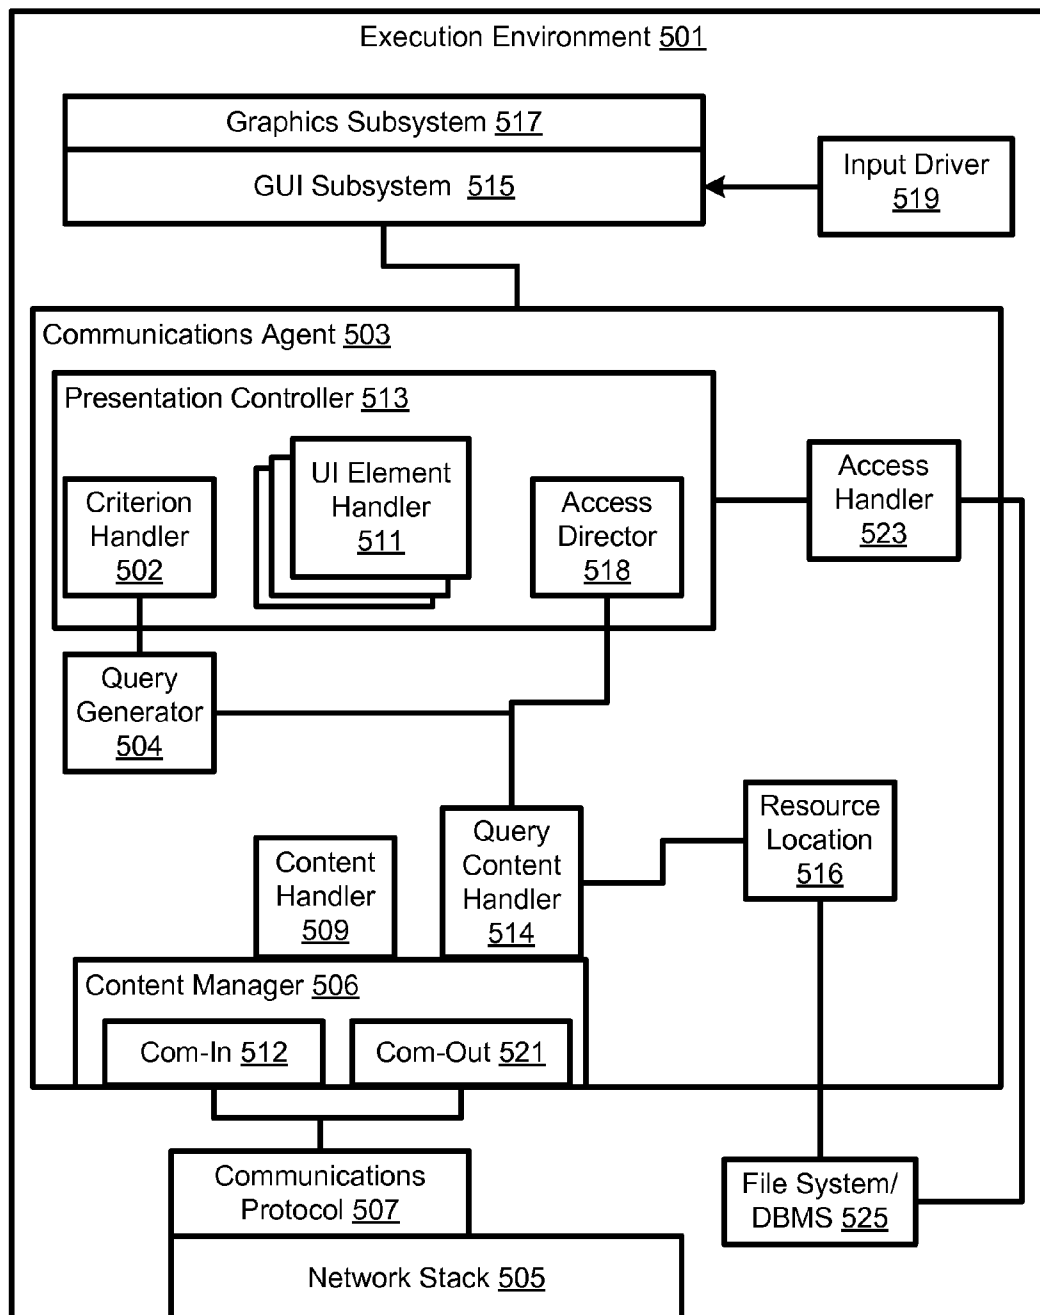 Execution Environment 501
Graphics Subsystem 517
GUI Subsystem 515
Input Driver
519
Communications Agent 503
Presentation Controller 513
Criterion
Handler
502
UI Element
Handler
511
Access
Director
518
Access
Handler
523
Query
Generator
504
Query
Content
Handler
514
Resource
Location
516
Content
Handler
509
Content Manager 506
Com-In 512
Com-Out 521
Communications
Protocol 507
File System/
DBMS 525
Network Stack 505